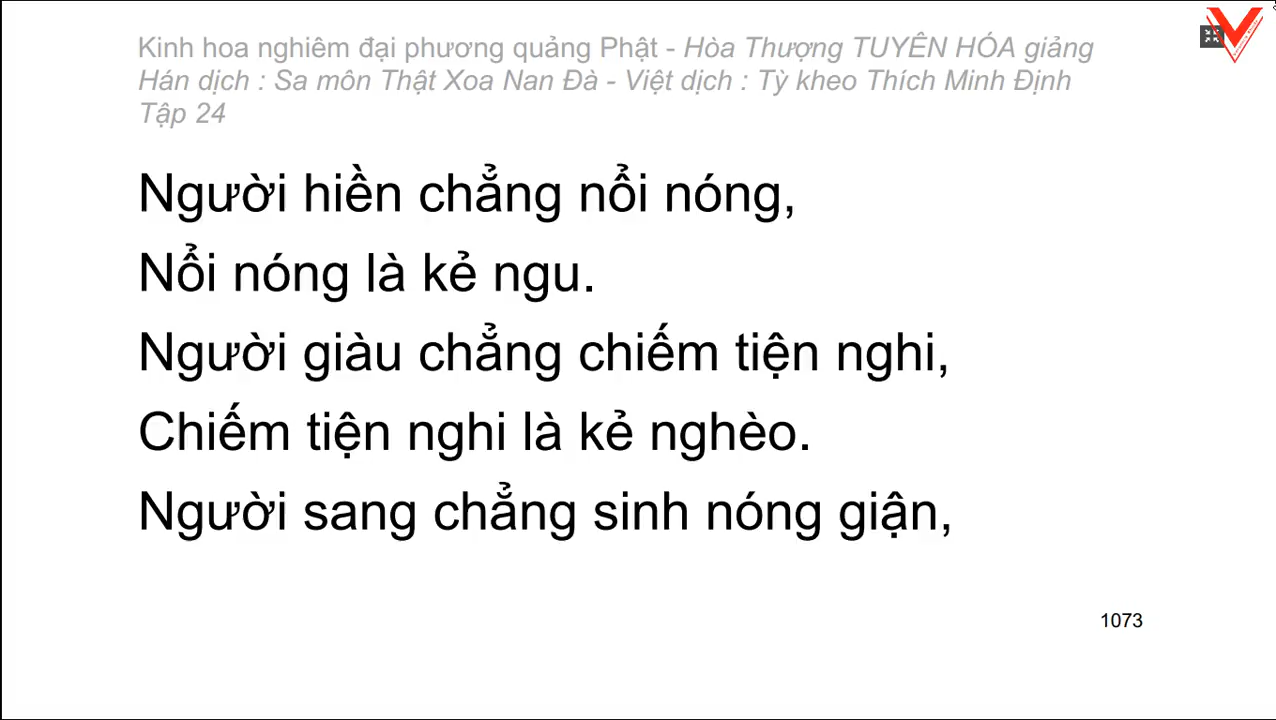 Kinh hoa nghiêm đại phương quảng Phật - Hòa Thượng TUYÊN HÓA giảng
Hán dịch : Sa môn Thật Xoa Nan Đà - Việt dịch : Tỳ kheo Thích Minh Định
Tập 24
Người hiền chẳng nổi nóng,
Nổi nóng là kẻ ngu.
Người giàu chẳng chiếm tiện nghi,
Chiếm tiện nghi là kẻ nghèo.
Người sang chẳng sinh nóng giận,
1073